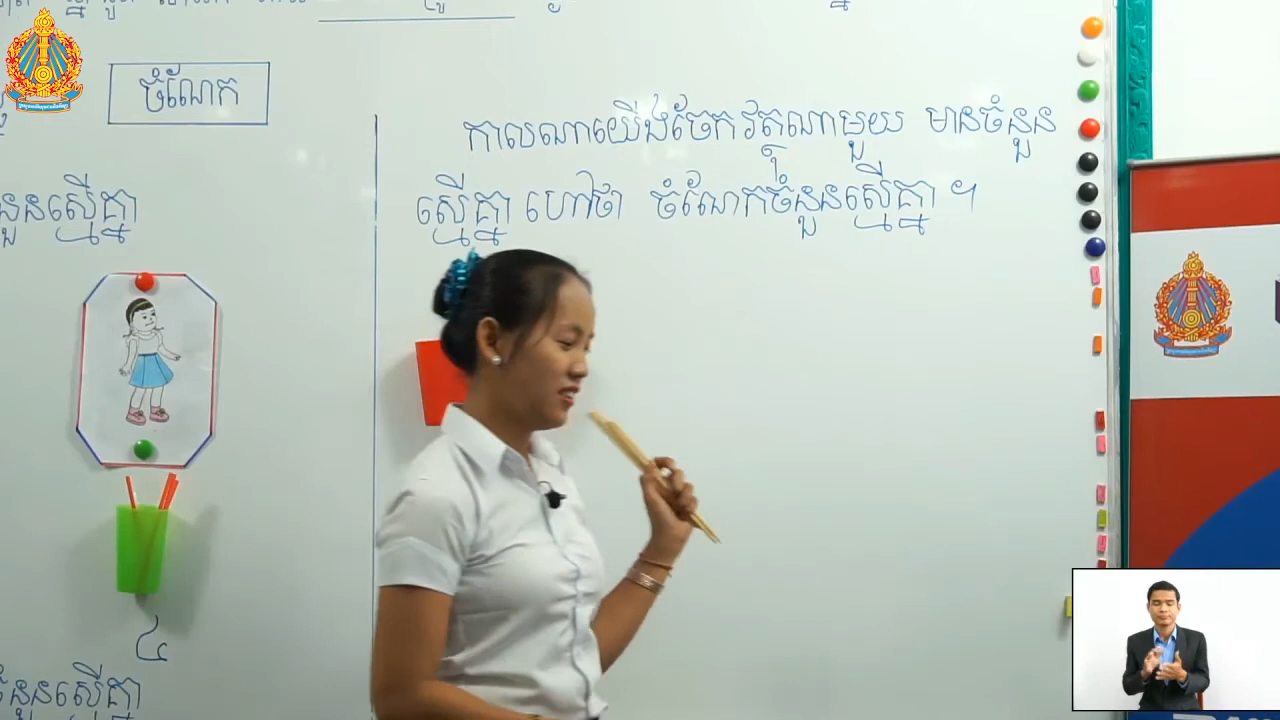 ចំណែក
កាលណាយើងចែកវត្ថុណាមួយ មានចំនួន
ស្មើគ្នា ហៅថា ចំណែកចំនួនស្មើគ្នា ។
នួនស្មើគ្នា
៤
ចំនួនស្មើគ្នា